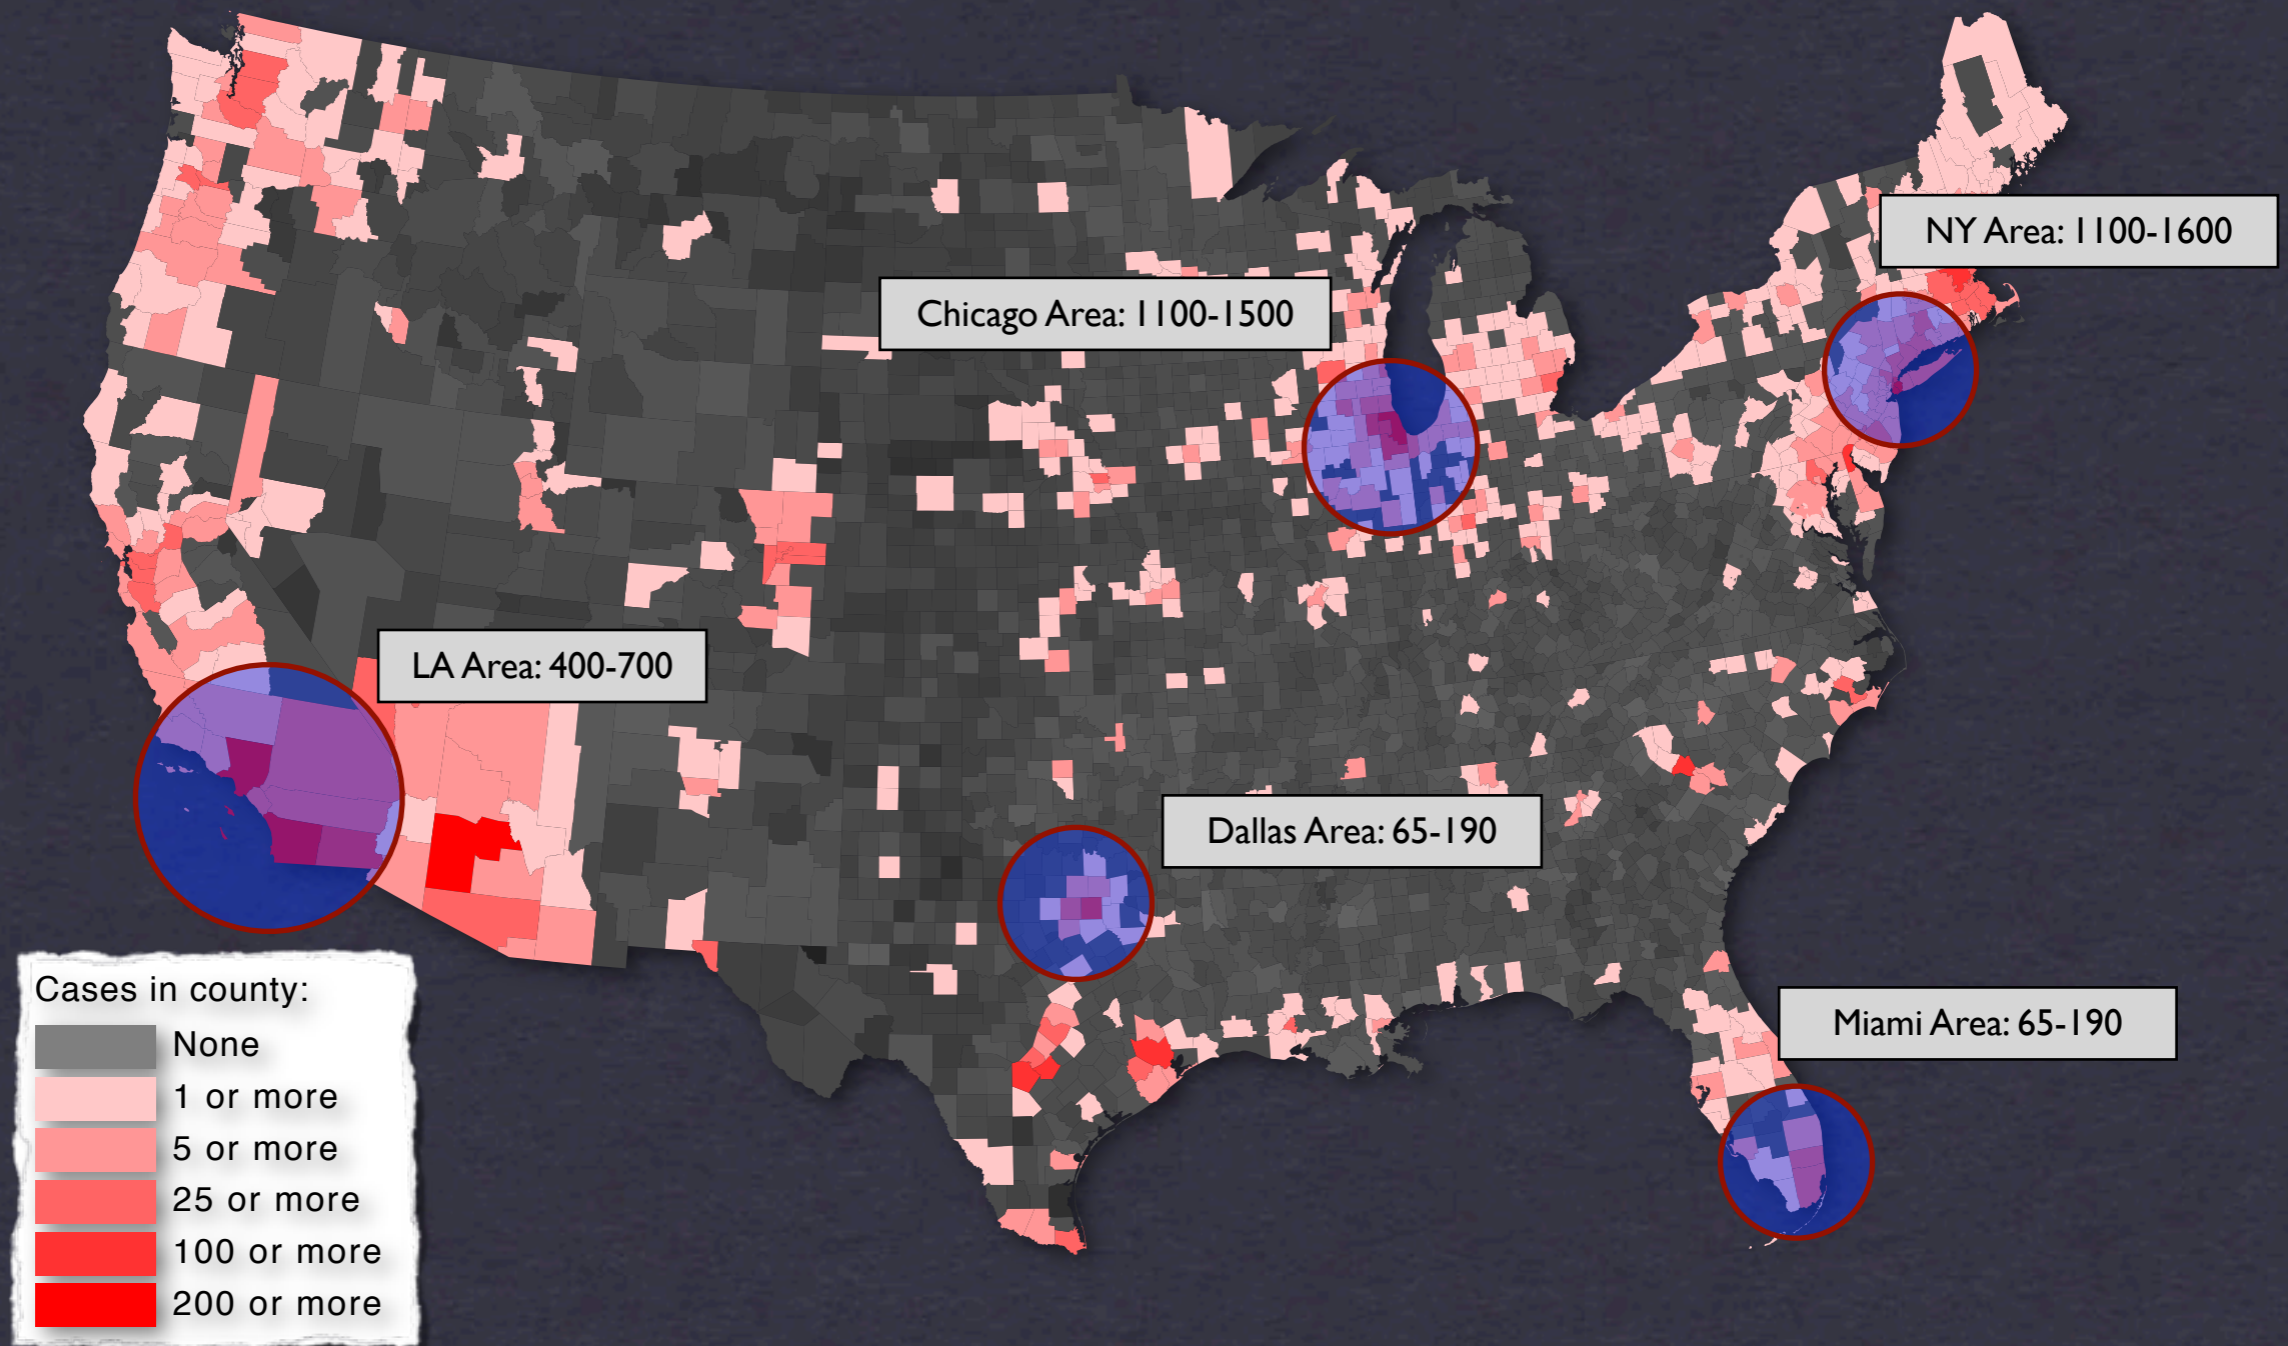 NY Area: 1100-1600
Chicago Area: 1100-1500
LA Area: 400-700
Dallas Area: 65-190
Miami Area: 65-190
Cases in county:
None
1 or more
5 or more
25 or more
100 or more
200 or more